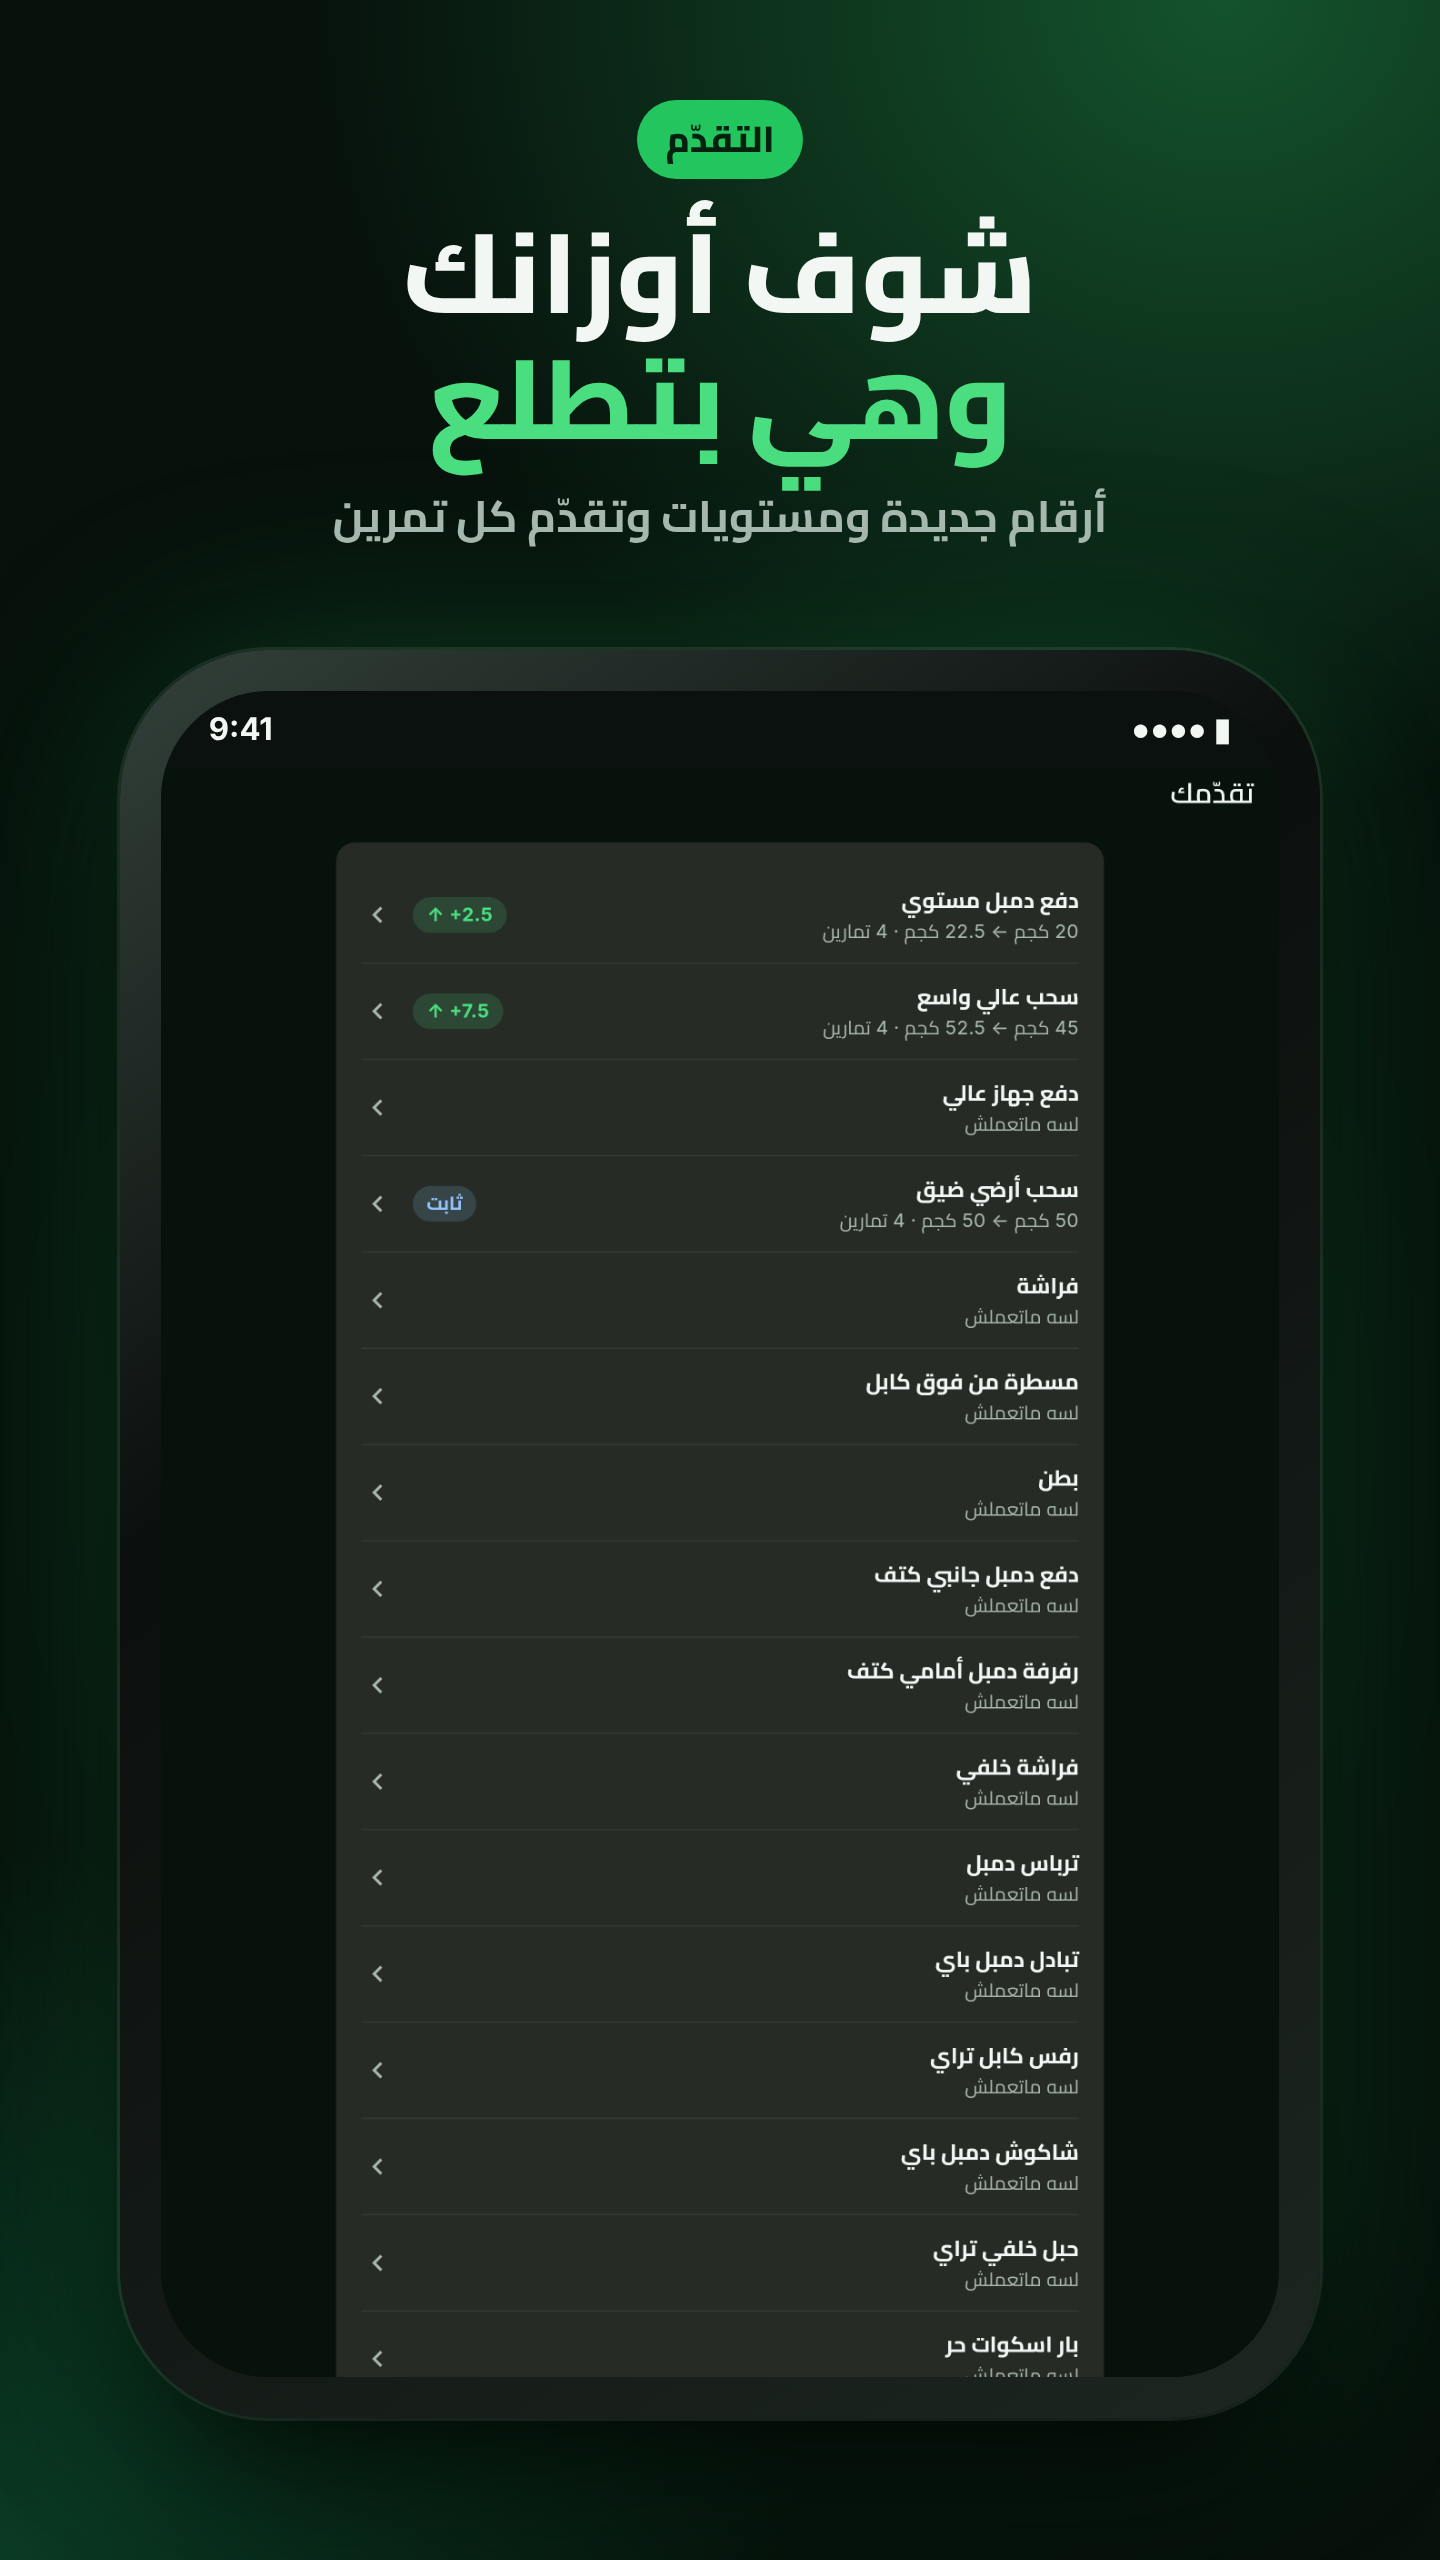 التقدّم
شوف أوزانك
وهي بتطلع
أرقام جديدة ومستويات وتقدّم كل تمرين
9:41
تقدّمك
دفع دمبل مستوي
20 كجم ← 22.5 كجم · 4 تمارين
↑ +2.5
سحب عالي واسع
45 كجم ← 52.5 كجم · 4 تمارين
↑ +7.5
دفع جهاز عالي
لسه ماتعملش
سحب أرضي ضيق
50 كجم ← 50 كجم · 4 تمارين
ثابت
فراشة
لسه ماتعملش
مسطرة من فوق كابل
لسه ماتعملش
بطن
لسه ماتعملش
دفع دمبل جانبي كتف
لسه ماتعملش
رفرفة دمبل أمامي كتف
لسه ماتعملش
فراشة خلفي
لسه ماتعملش
ترباس دمبل
لسه ماتعملش
تبادل دمبل باي
لسه ماتعملش
رفس كابل تراي
لسه ماتعملش
شاكوش دمبل باي
لسه ماتعملش
حبل خلفي تراي
لسه ماتعملش
بار اسكوات حر
لسه ماتعملش